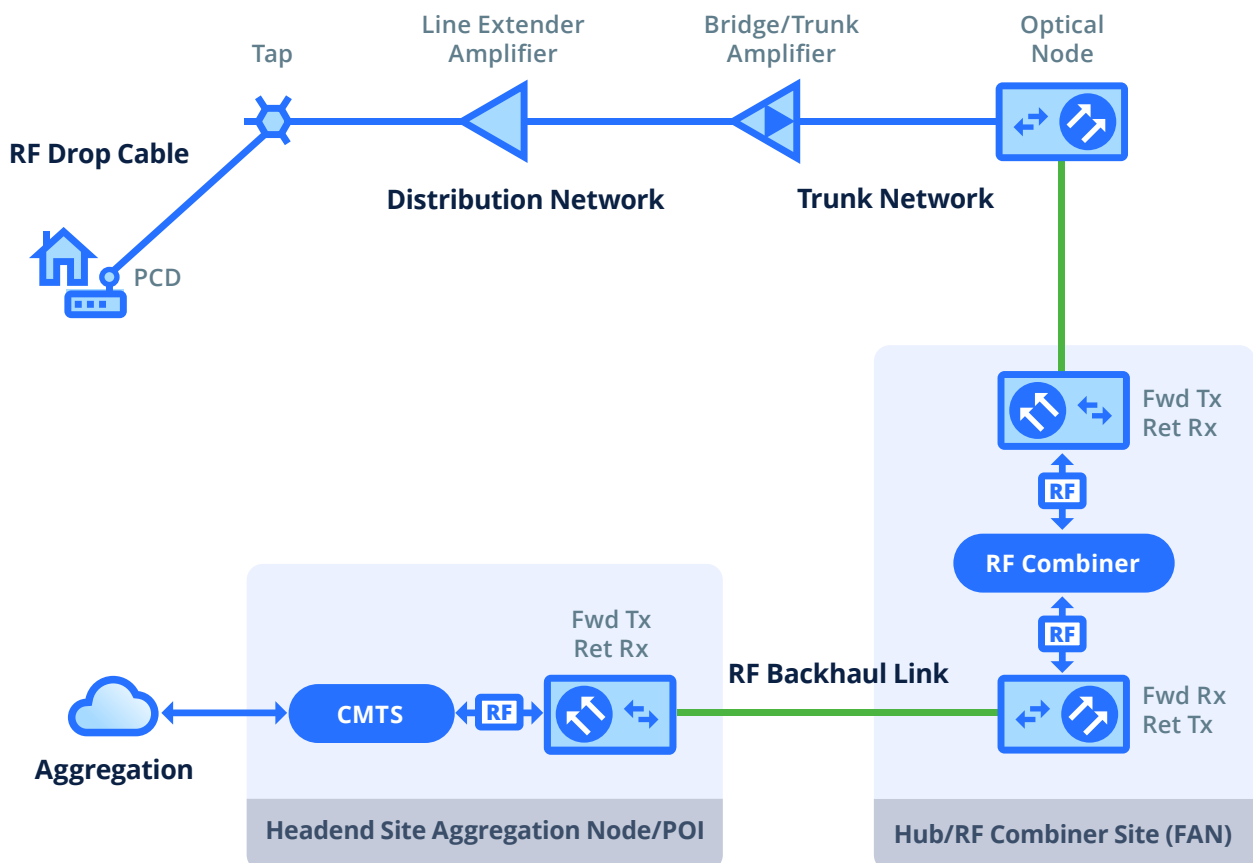 Line Extender
Amplifier
Bridge/Trunk
Amplifier
Optical
Node
Tap
RF Drop Cable
Distribution Network
Trunk Network
PCD
Fwd Tx
Ret Rx
RF
RF Combiner
RF
Fwd Tx
Ret Rx
RF Backhaul Link
Fwd Rx
Ret Tx
CMTS
RF
Aggregation
Headend Site Aggregation Node/POI
Hub/RF Combiner Site (FAN)